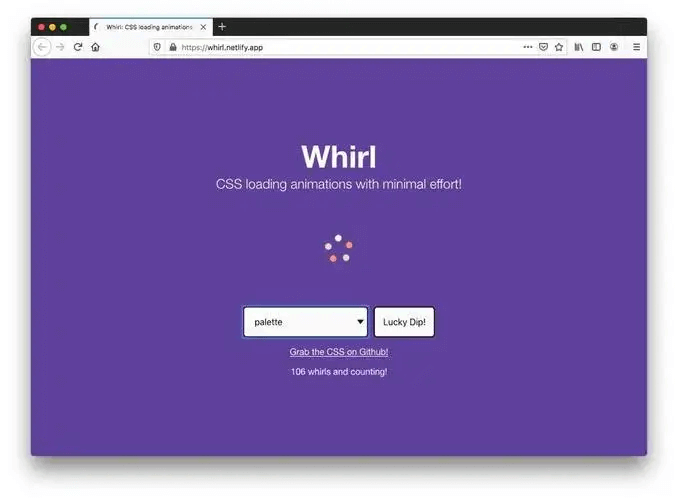 Whirl: CSS loading animations
https://whirl.netlify.app
Whirl
CSS loading animations with minimal effort!
palette
Lucky Dip!
Grab the CSS on Github!
106 whirls and counting!